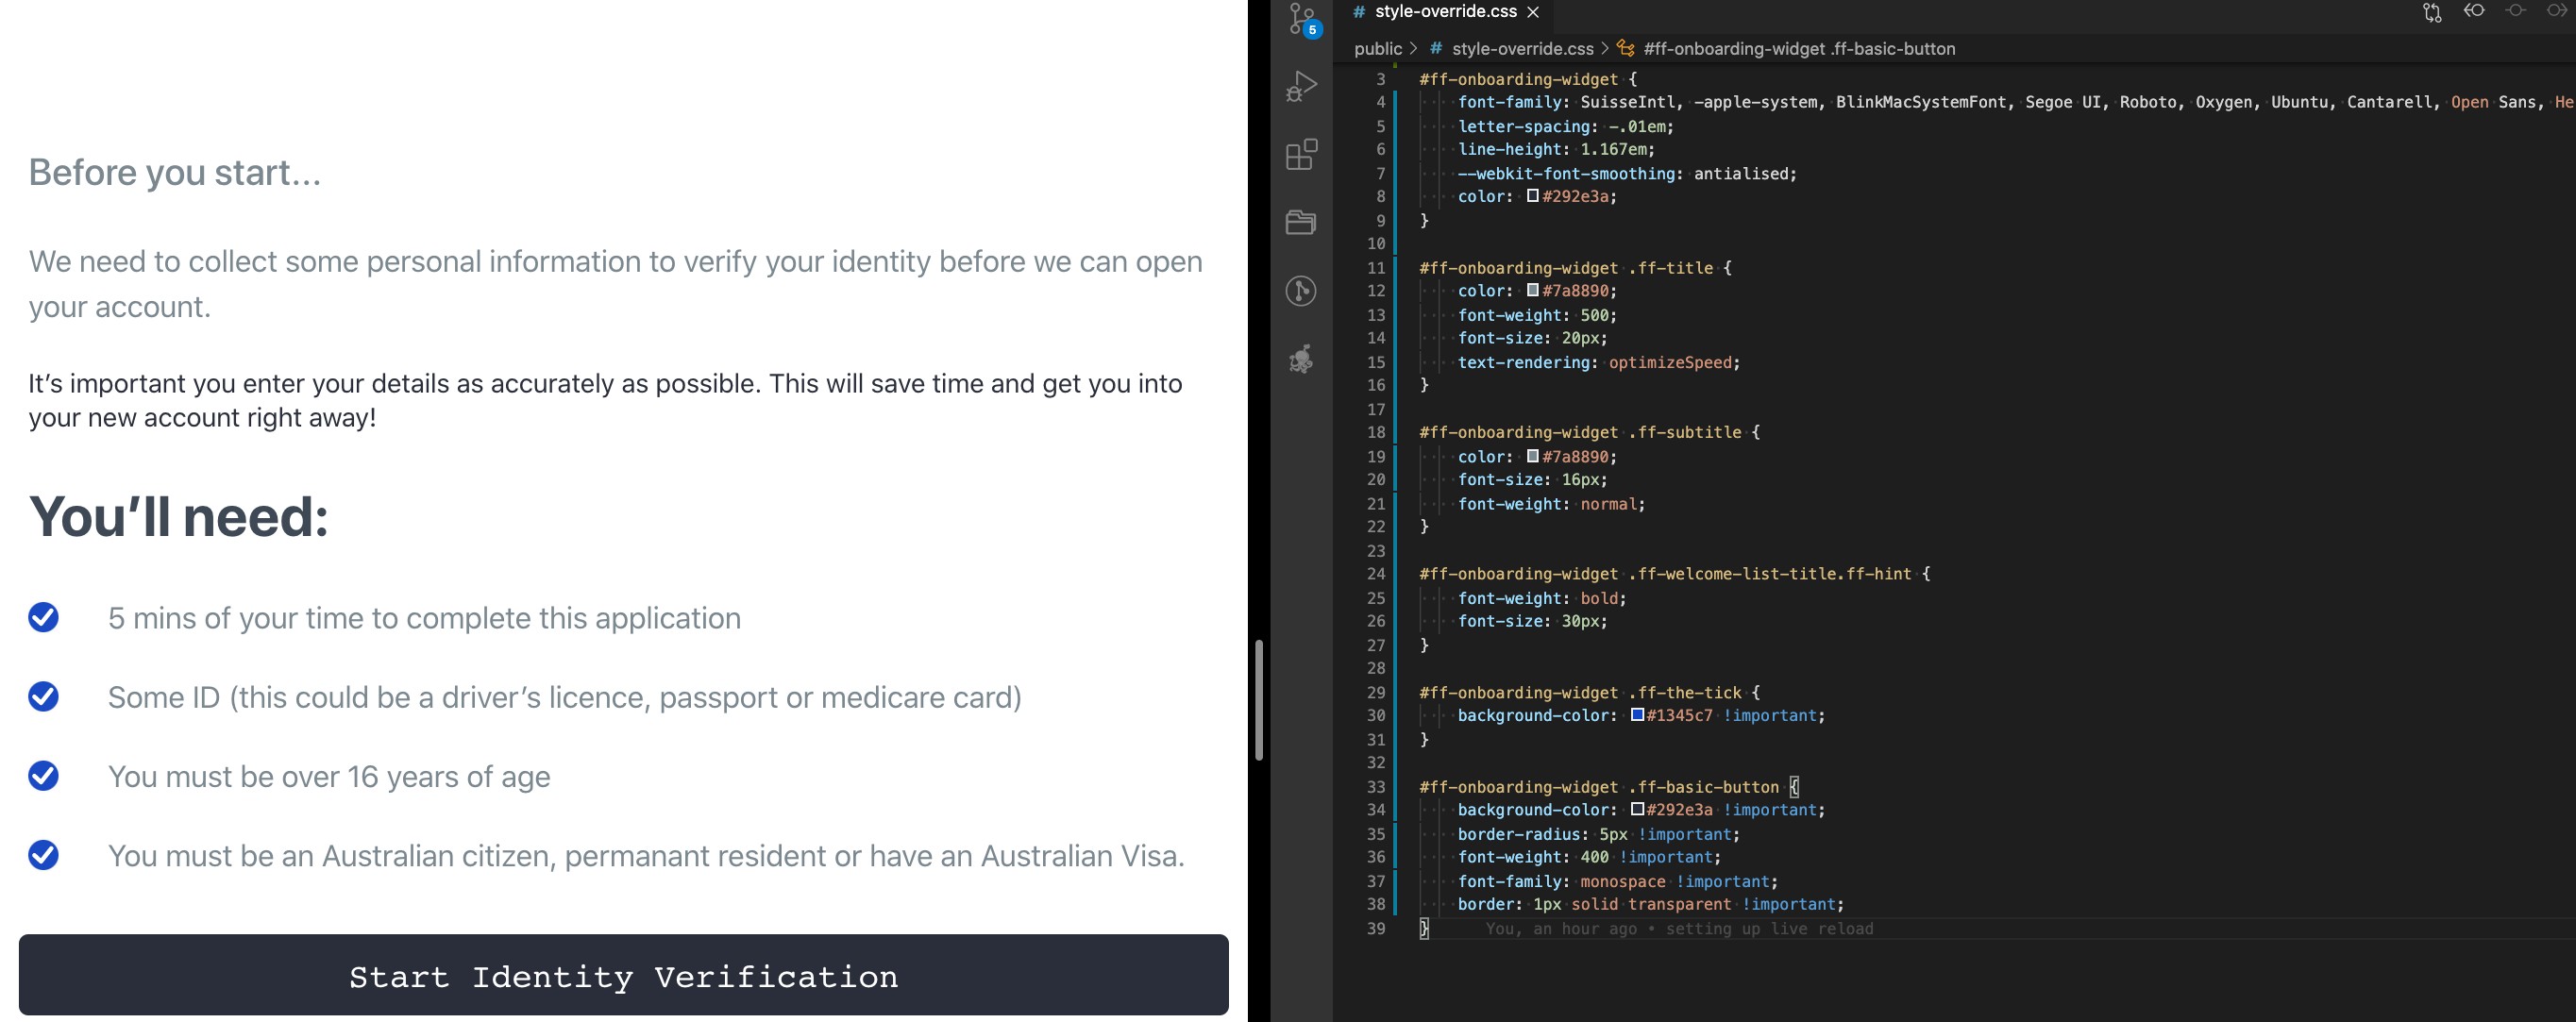 Before you start...
We need to collect some personal information to verify your identity before we can open
your account.
It’s important you enter your details as accurately as possible. This will save time and get you into
your new account right away!
You’ll need:
5 mins of your time to complete this application
Some ID (this could be a driver’s licence, passport or medicare card)
You must be over 16 years of age
You must be an Australian citizen, permanant resident or have an Australian Visa.
Start Identity Verification
5
# style-override.css ×
public > # style-override.css > #ff-onboarding-widget .ff-basic-button
3 #ff-onboarding-widget {
4 font-family: SuisseIntl, -apple-system, BlinkMacSystemFont, Segoe UI, Roboto, Oxygen, Ubuntu, Cantarell, Open Sans, He
5 letter-spacing: -.01em;
6 line-height: 1.167em;
7 --webkit-font-smoothing: antialised;
8 color: #292e3a;
9 }
10
11 #ff-onboarding-widget .ff-title {
12 color: #7a8890;
13 font-weight: 500;
14 font-size: 20px;
15 text-rendering: optimizeSpeed;
16 }
17
18 #ff-onboarding-widget .ff-subtitle {
19 color: #7a8890;
20 font-size: 16px;
21 font-weight: normal;
22 }
23
24 #ff-onboarding-widget .ff-welcome-list-title.ff-hint {
25 font-weight: bold;
26 font-size: 30px;
27 }
28
29 #ff-onboarding-widget .ff-the-tick {
30 background-color: #1345c7 !important;
31 }
32
33 #ff-onboarding-widget .ff-basic-button {
34 background-color: #292e3a !important;
35 border-radius: 5px !important;
36 font-weight: 400 !important;
37 font-family: monospace !important;
38 border: 1px solid transparent !important;
39 } You, an hour ago • setting up live reload